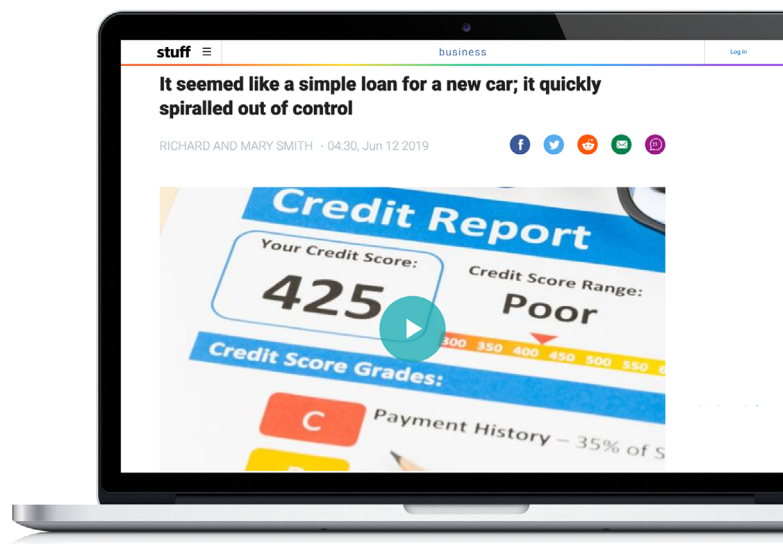 stuff
business
Log in
It seemed like a simple loan for a new car; it quickly
spiralled out of control
RICHARD AND MARY SMITH • 04:30, Jun 12 2019
Credit Report
Your Credit Score:
425
Credit Score Range:
Poor
300 350 400 450 500 550
Credit Score Grades:
C
Payment History – 35% of S